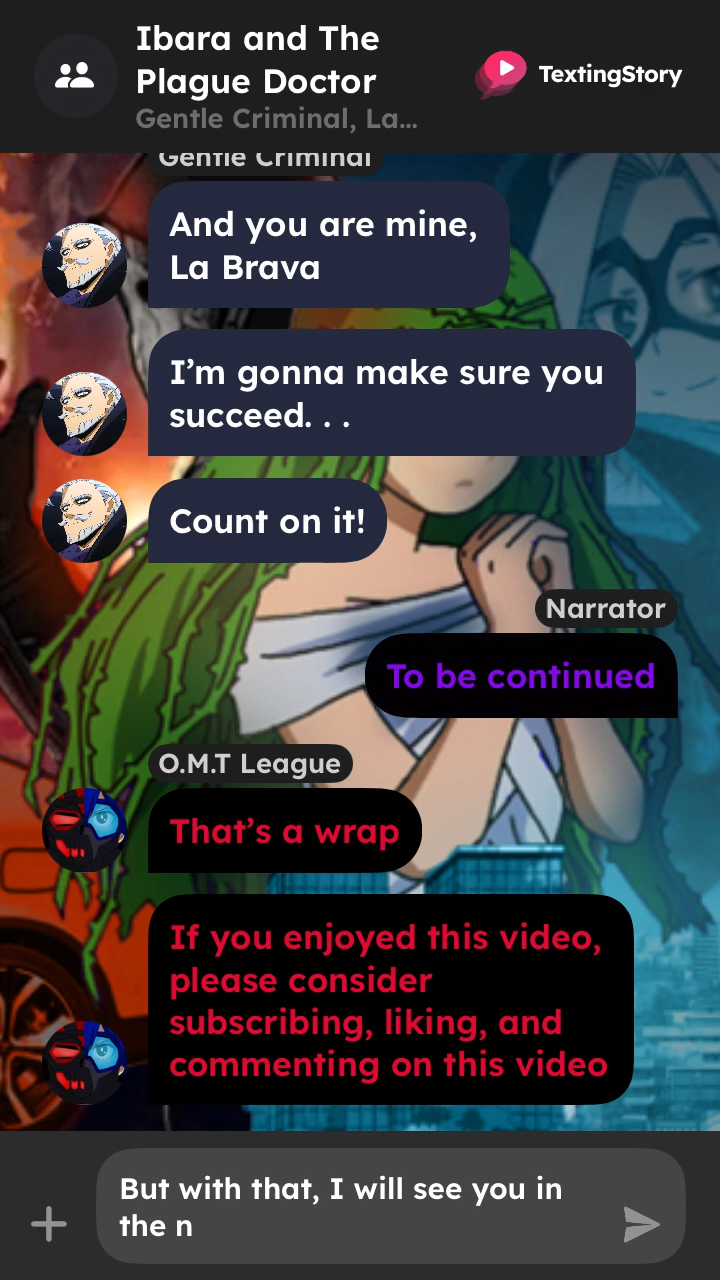 Ibara and The
Plague Doctor
Gentle Criminal, La...
TextingStory
Gentle Criminal
And you are mine,
La Brava
I'm gonna make sure you
succeed. . .
Count on it!
Narrator
To be continued
O.M.T League
That's a wrap
If you enjoyed this video,
please consider
subscribing, liking, and
commenting on this video
But with that, I will see you in
the n